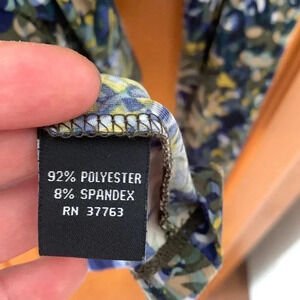 92% POLYESTER
8% SPANDEX
RN 37763